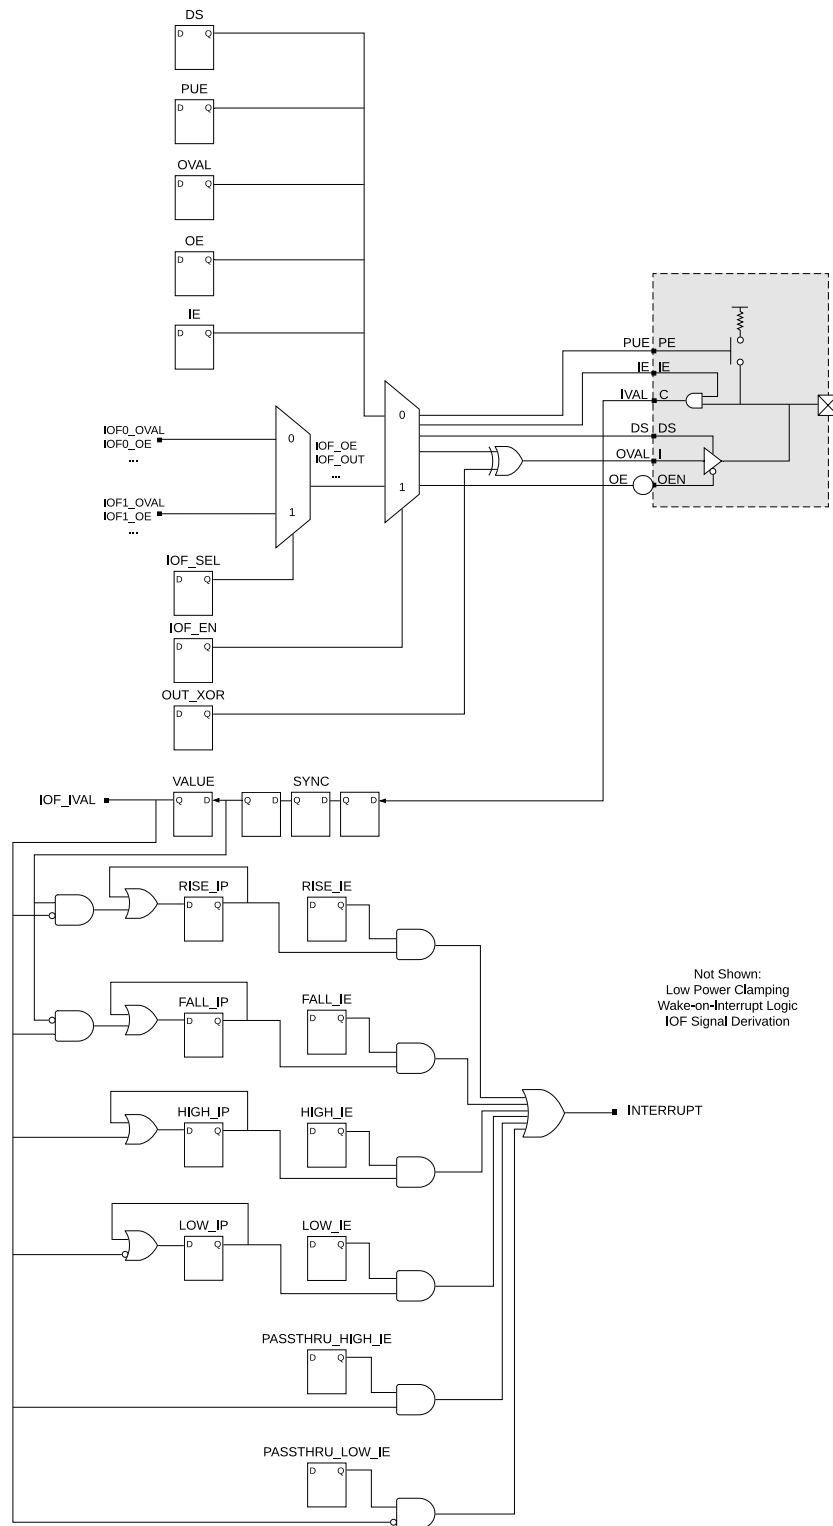 DS
D Q
PUE
D Q
OVAL
D Q
OE
D Q
IE
D Q
PUE PE
IE IE
IVAL C
DS DS
OVAL I
OE OEN
0
1
IOF0_OVAL
IOF0_OE
...
0
IOF_OE
IOF_OUT
...
IOF1_OVAL
IOF1_OE
...
1
IOF_SEL
D Q
IOF_EN
D Q
OUT_XOR
D Q
VALUE
SYNC
IOF_IVAL
Q D
Q D
Q D
Q D
RISE_IP
D Q
RISE_IE
D Q
FALL_IP
D Q
FALL_IE
D Q
Not Shown:
Low Power Clamping
Wake-on-Interrupt Logic
IOF Signal Derivation
HIGH_IP
D Q
HIGH_IE
D Q
INTERRUPT
LOW_IP
D Q
LOW_IE
D Q
PASSTHRU_HIGH_IE
D Q
PASSTHRU_LOW_IE
D Q